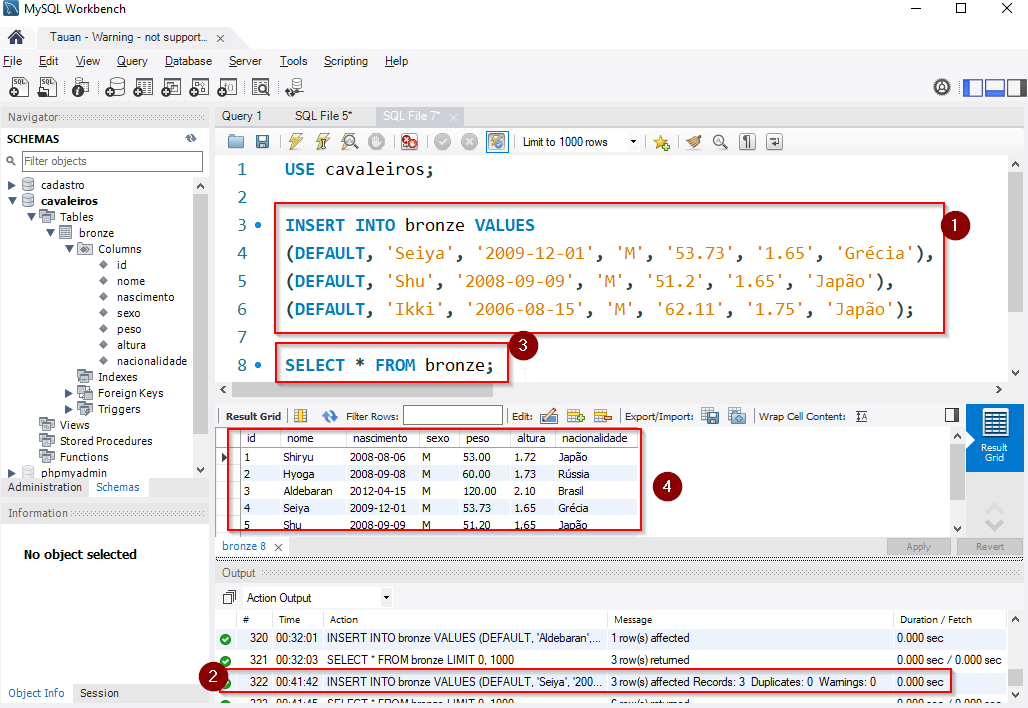 MySQL Workbench
Tauan - Warning - not support...
File Edit View Query Database Server Tools Scripting Help
Navigator
SCHEMAS
Filter objects
cadastro
cavaleiros
Tables
bronze
Columns
id
nome
nascimento
sexo
peso
altura
nacionalidade
Indexes
Foreign Keys
Triggers
Views
Stored Procedures
Functions
phpmyadmin
Administration Schemas
Information
No object selected
Object Info Session
Query 1 SQL File 5* SQL File 7*
Limit to 1000 rows
1 USE cavaleiros;
2
3 INSERT INTO bronze VALUES
4 (DEFAULT, 'Seiya', '2009-12-01', 'M', '53.73', '1.65', 'Grécia'),
5 (DEFAULT, 'Shu', '2008-09-09', 'M', '51.2', '1.65', 'Japão'),
6 (DEFAULT, 'Ikki', '2006-08-15', 'M', '62.11', '1.75', 'Japão');
7
8 SELECT * FROM bronze;
1
3
Result Grid Filter Rows: Edit: Export/Import: Wrap Cell Content:
id nome nascimento sexo peso altura nacionalidade
1 Shiryu 2008-08-06 M 53.00 1.72 Japão
2 Hyoga 2008-09-08 M 60.00 1.73 Rússia
3 Aldebaran 2012-04-15 M 120.00 2.10 Brasil
4 Seiya 2009-12-01 M 53.73 1.65 Grécia
5 Shu 2008-09-09 M 51.20 1.65 Japão
4
Result Grid
bronze 8
Apply Revert
Output
Action Output
# Time Action Message Duration / Fetch
320 00:32:01 INSERT INTO bronze VALUES (DEFAULT, 'Aldebaran',... 1 row(s) affected 0.000 sec
321 00:32:03 SELECT * FROM bronze LIMIT 0, 1000 3 row(s) returned 0.000 sec / 0.000 sec
2
322 00:41:42 INSERT INTO bronze VALUES (DEFAULT, 'Seiya', '200... 3 row(s) affected Records: 3 Duplicates: 0 Warnings: 0 0.000 sec